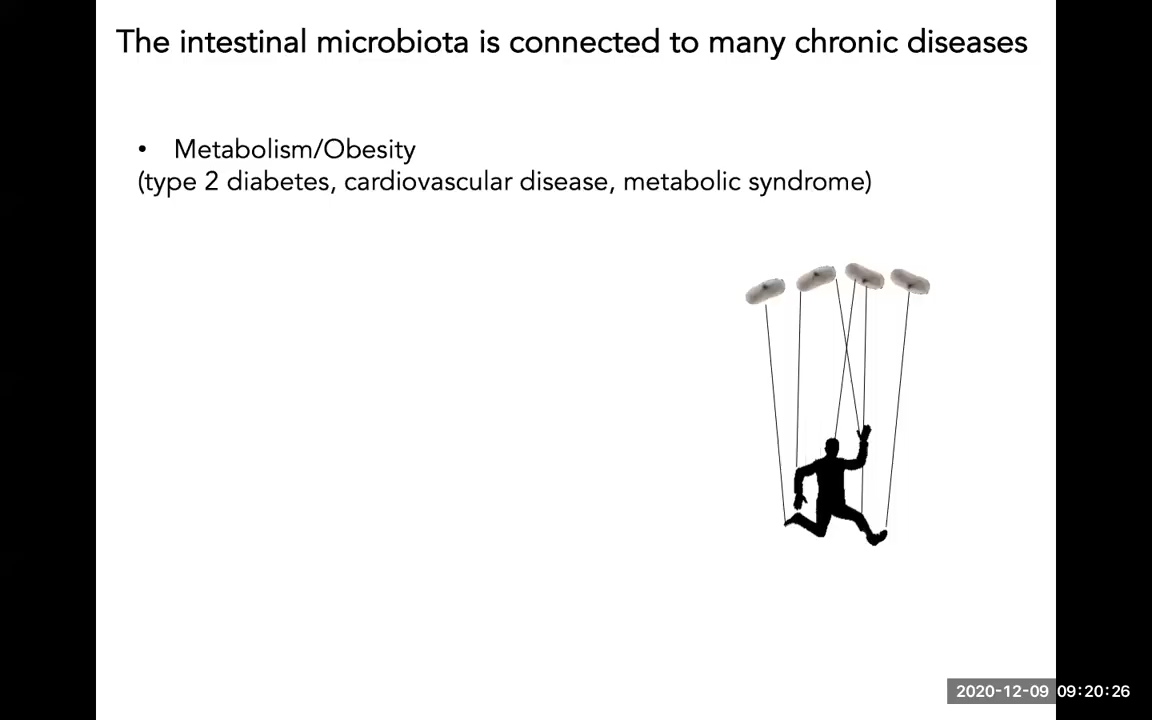 The intestinal microbiota is connected to many chronic diseases
• Metabolism/Obesity
(type 2 diabetes, cardiovascular disease, metabolic syndrome)
2020-12-09 09:20:26